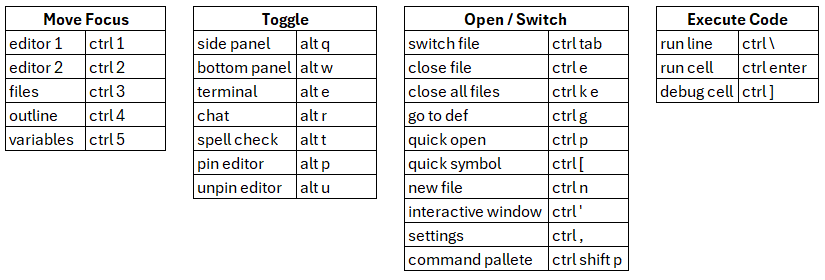 Move Focus
editor 1 ctrl 1
editor 2 ctrl 2
files ctrl 3
outline ctrl 4
variables ctrl 5
Toggle
side panel alt q
bottom panel alt w
terminal alt e
chat alt r
spell check alt t
pin editor alt p
unpin editor alt u
Open / Switch
switch file ctrl tab
close file ctrl e
close all files ctrl k e
go to def ctrl g
quick open ctrl p
quick symbol ctrl [
new file ctrl n
interactive window ctrl '
settings ctrl ,
command pallete ctrl shift p
Execute Code
run line ctrl \
run cell ctrl enter
debug cell ctrl ]